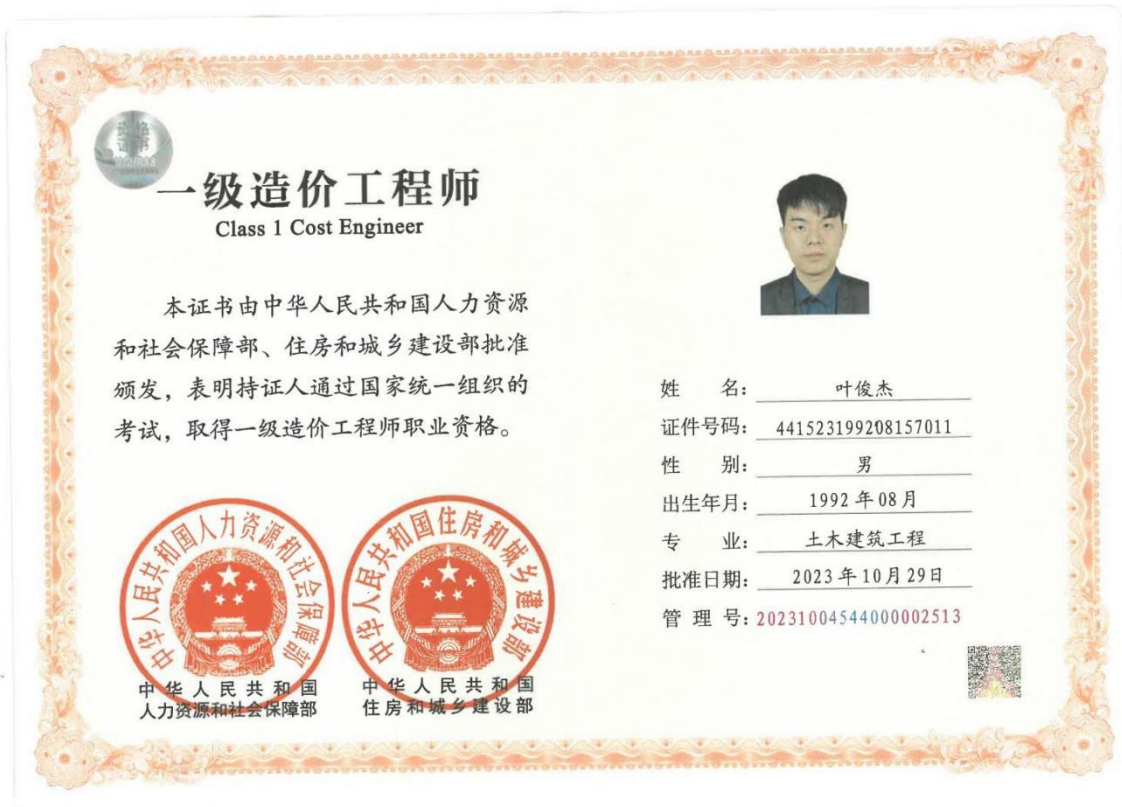 一级造价工程师
Class 1 Cost Engineer
本证书由中华人民共和国人力资源
和社会保障部、住房和城乡建设部批准
颁发，表明持证人通过国家统一组织的
考试，取得一级造价工程师职业资格。
中华人民共和国人力资源和社会保障部
中华人民共和国住房和城乡建设部
中华人民共和国
人力资源和社会保障部
中华人民共和国
住房和城乡建设部
姓名：叶俊杰
证件号码：441523199208157011
性别：男
出生年月：1992年08月
专业：土木建筑工程
批准日期：2023年10月29日
管理号：20231004544000002513